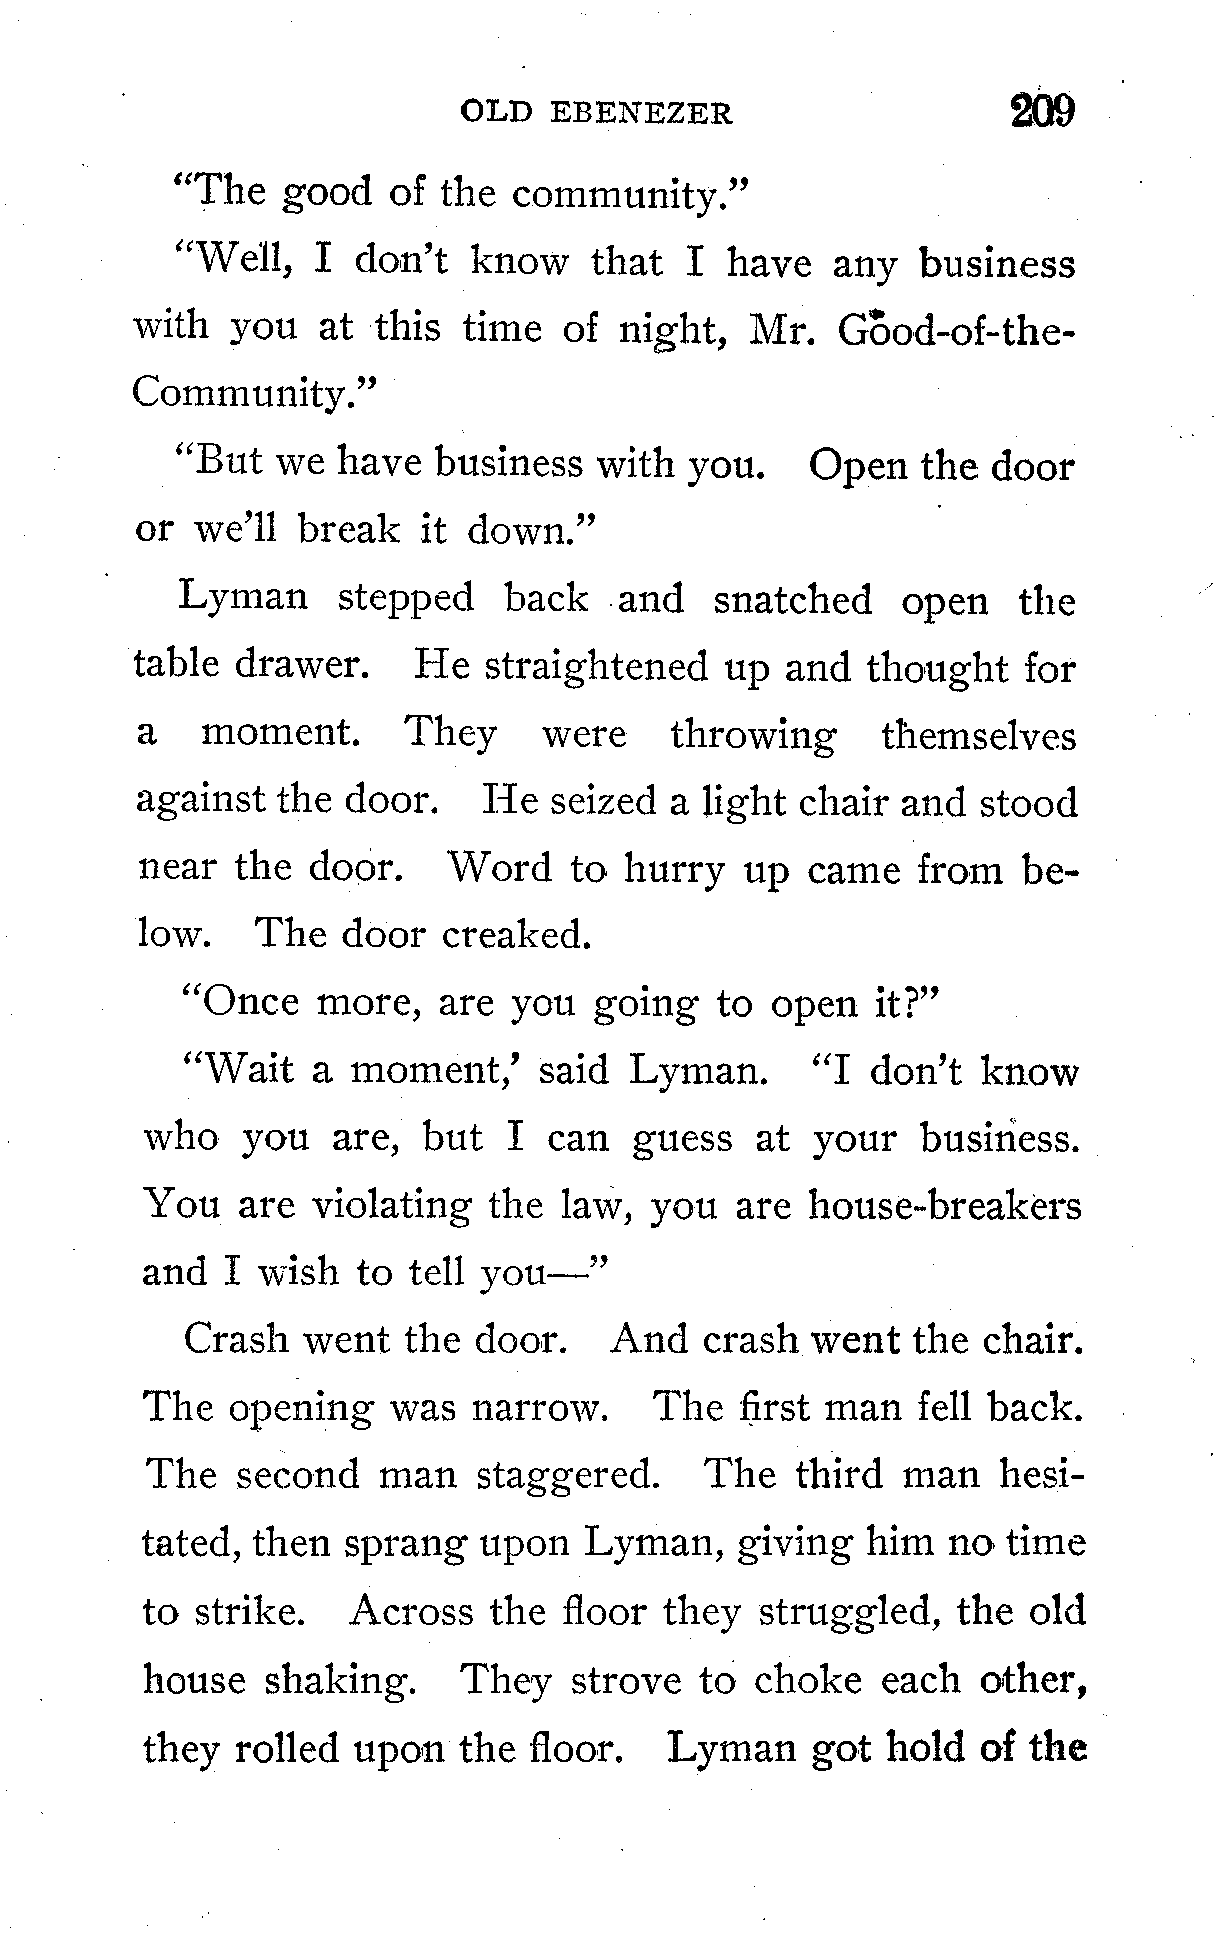 OLD EBENEZER 209
“The good of the community.”
“Well, I don’t know that I have any business
with you at this time of night, Mr. Good-of-the-
Community.”
“But we have business with you. Open the door
or we’ll break it down.”
Lyman stepped back and snatched open the
table drawer. He straightened up and thought for
a moment. They were throwing themselves
against the door. He seized a light chair and stood
near the door. Word to hurry up came from be-
low. The door creaked.
“Once more, are you going to open it?”
“Wait a moment,’ said Lyman. “I don’t know
who you are, but I can guess at your business.
You are violating the law, you are house-breakers
and I wish to tell you—”
Crash went the door. And crash went the chair.
The opening was narrow. The first man fell back.
The second man staggered. The third man hesi-
tated, then sprang upon Lyman, giving him no time
to strike. Across the floor they struggled, the old
house shaking. They strove to choke each other,
they rolled upon the floor. Lyman got hold of the